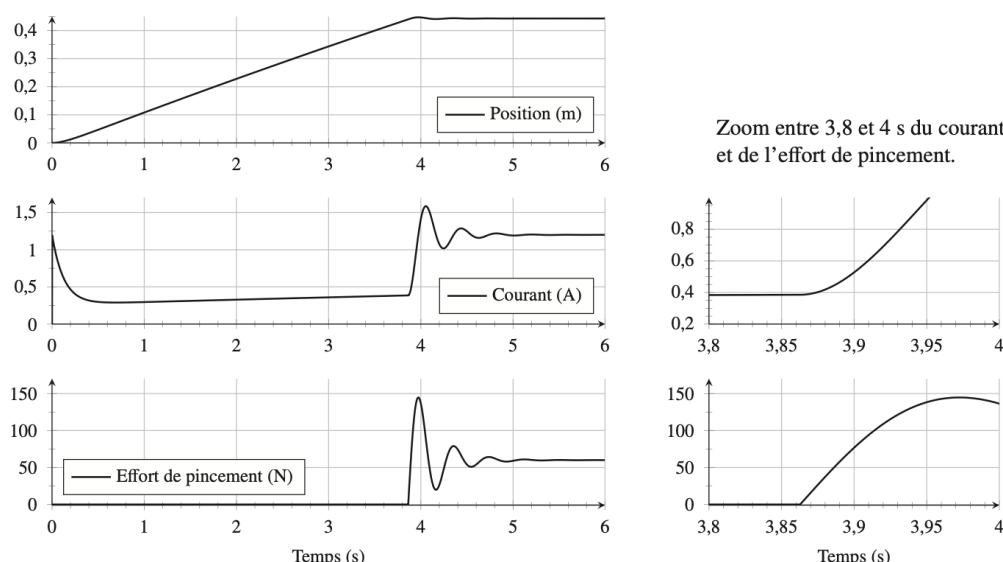 0,4
0,3
0,2
0,1
0
Position (m)
0 1 2 3 4 5 6
Zoom entre 3,8 et 4 s du courant
et de l’effort de pincement.
1,5
1
0,5
0
Courant (A)
0 1 2 3 4 5 6
0,8
0,6
0,4
0,2
3,8 3,85 3,9 3,95 4
150
100
50
0
Effort de pincement (N)
0 1 2 3 4 5 6
Temps (s)
150
100
50
0
3,8 3,85 3,9 3,95 4
Temps (s)